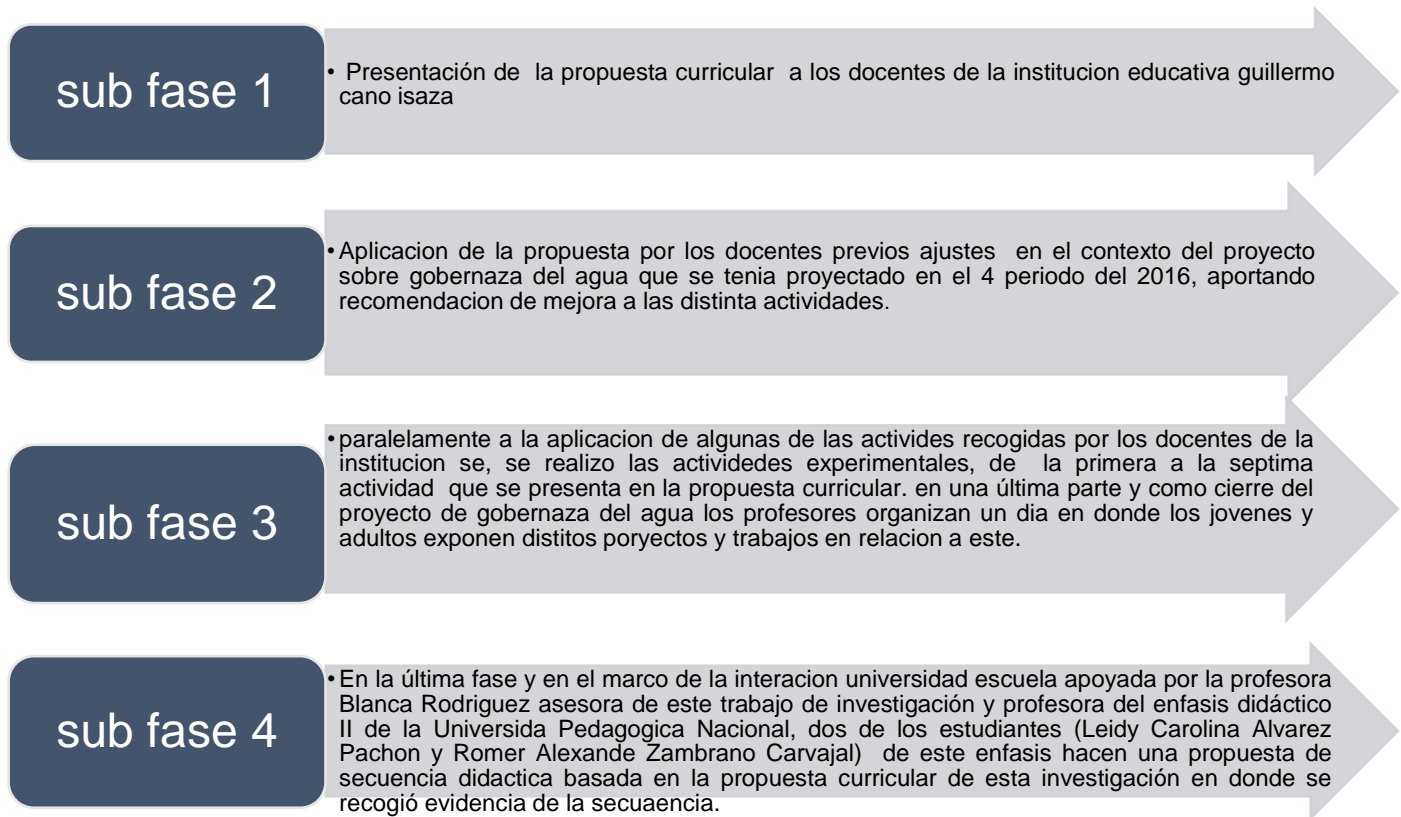 sub fase 1
• Presentación de la propuesta curricular a los docentes de la institucion educativa guillermo
cano isaza
sub fase 2
• Aplicacion de la propuesta por los docentes previos ajustes en el contexto del proyecto
sobre gobernaza del agua que se tenia proyectado en el 4 periodo del 2016, aportando
recomendacion de mejora a las distinta actividades.
sub fase 3
• paralelamente a la aplicacion de algunas de las activides recogidas por los docentes de la
institucion se, se realizo las actividedes experimentales, de la primera a la septima
actividad que se presenta en la propuesta curricular. en una última parte y como cierre del
proyecto de gobernaza del agua los profesores organizan un dia en donde los jovenes y
adultos exponen distitos poryectos y trabajos en relacion a este.
sub fase 4
• En la última fase y en el marco de la interacion universidad escuela apoyada por la profesora
Blanca Rodriguez asesora de este trabajo de investigación y profesora del enfasis didáctico
II de la Universida Pedagogica Nacional, dos de los estudiantes (Leidy Carolina Alvarez
Pachon y Romer Alexande Zambrano Carvajal) de este enfasis hacen una propuesta de
secuencia didactica basada en la propuesta curricular de esta investigación en donde se
recogió evidencia de la secuaencia.